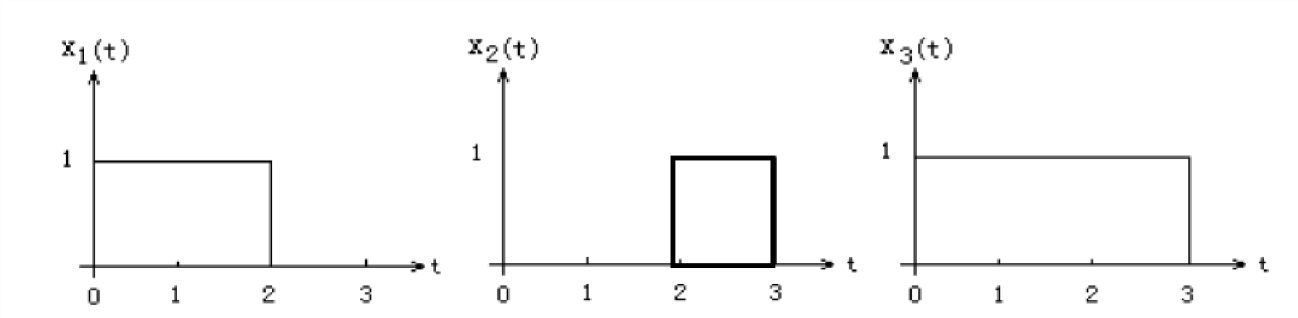 X1(t) X2(t) X3(t)
1 1 1
t t t
0 1 2 3 0 1 2 3 0 1 2 3